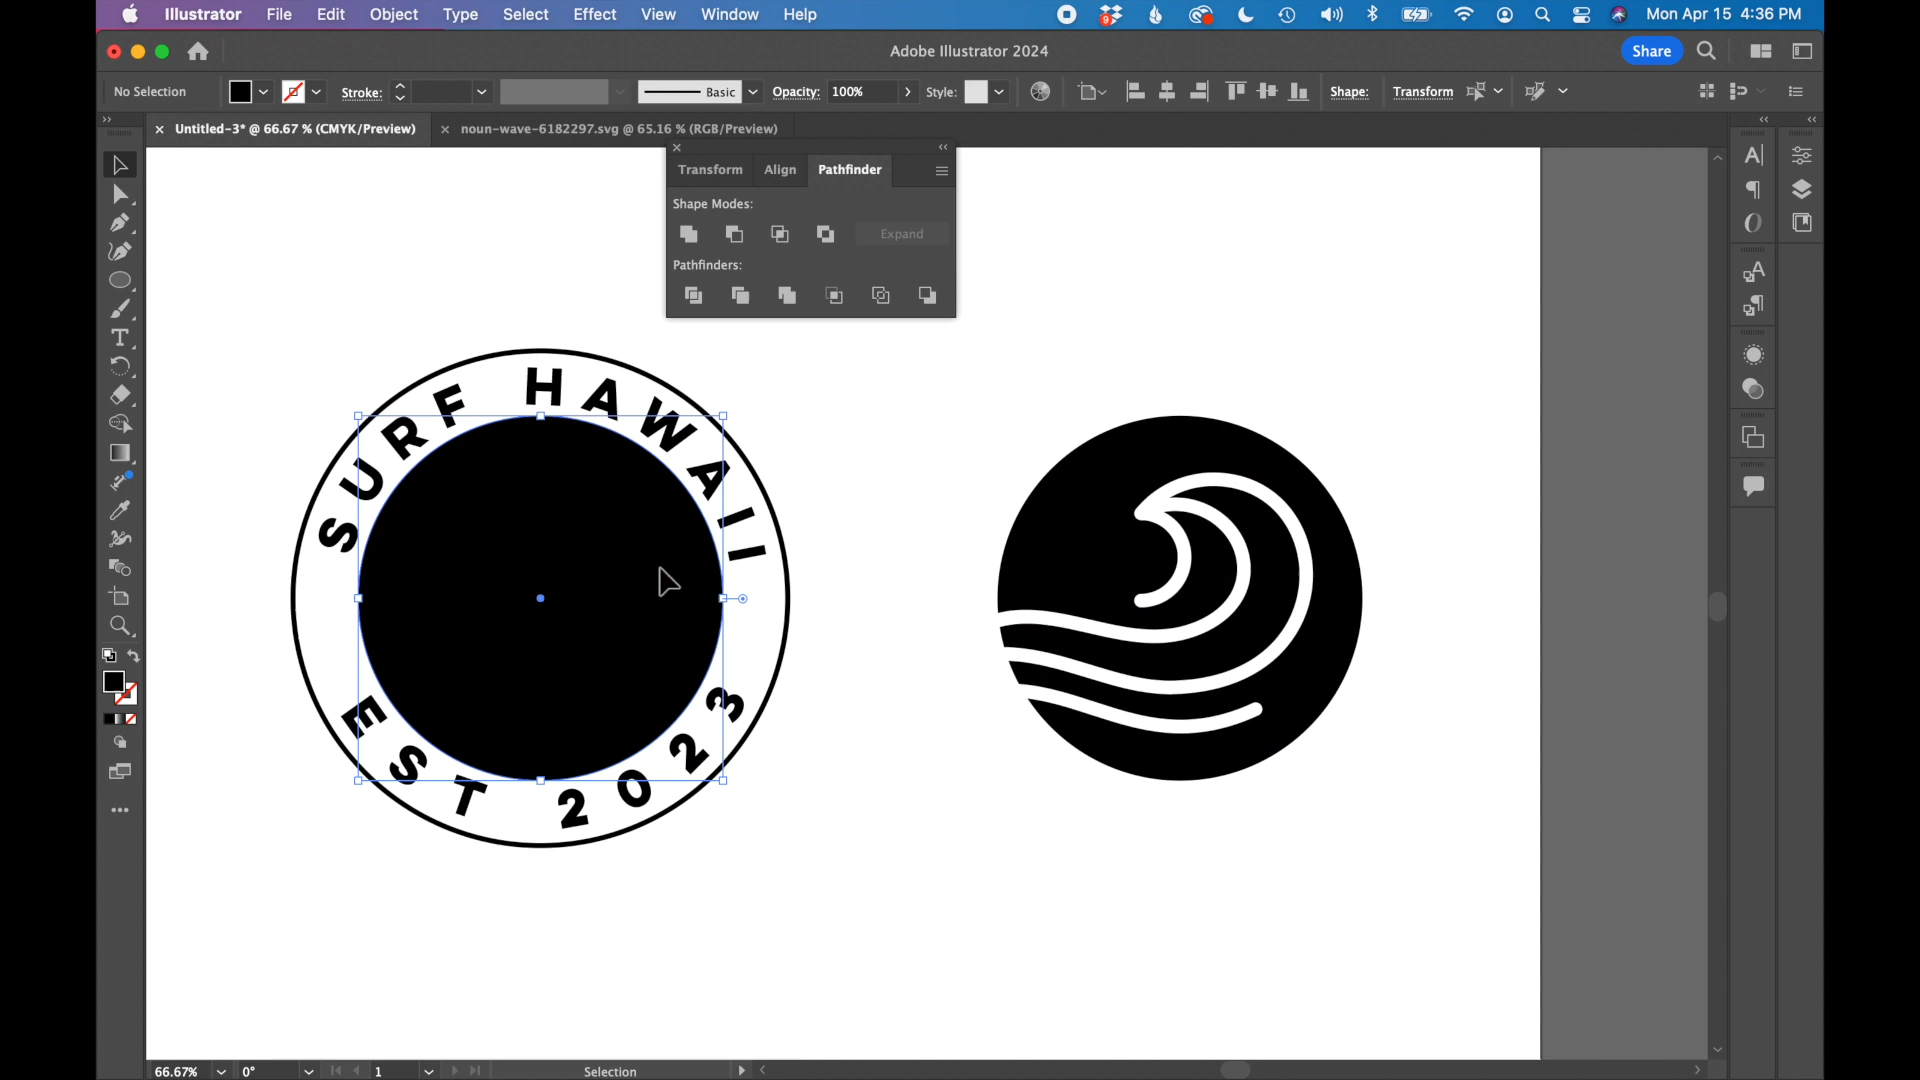 Illustrator File Edit Object Type Select Effect View Window Help
9
Mon Apr 15 4:36 PM
Adobe Illustrator 2024
Share
No Selection
Stroke:
Basic
Opacity: 100%
Style:
Shape:
Transform
Untitled-3* @ 66.67 % (CMYK/Preview)
noun-wave-6182297.svg @ 65.16 % (RGB/Preview)
Transform Align Pathfinder
Shape Modes:
Expand
Pathfinders:
SURF HAWAII
EST 2023
66.67%
0°
1
Selection